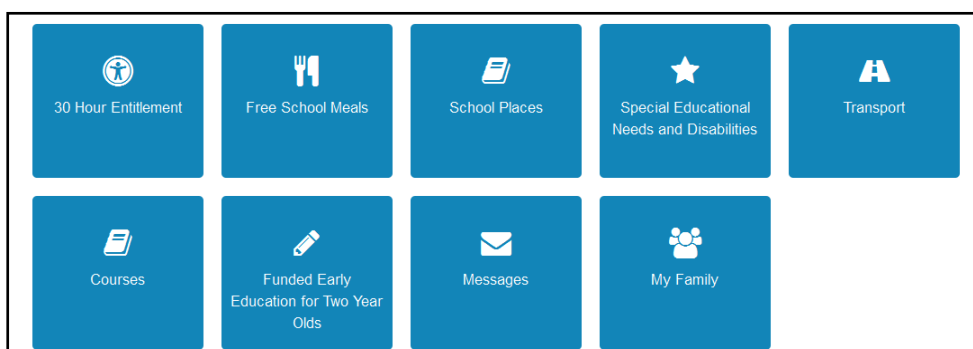 30 Hour Entitlement
Free School Meals
School Places
Special Educational
Needs and Disabilities
Transport
Courses
Funded Early
Education for Two Year
Olds
Messages
My Family